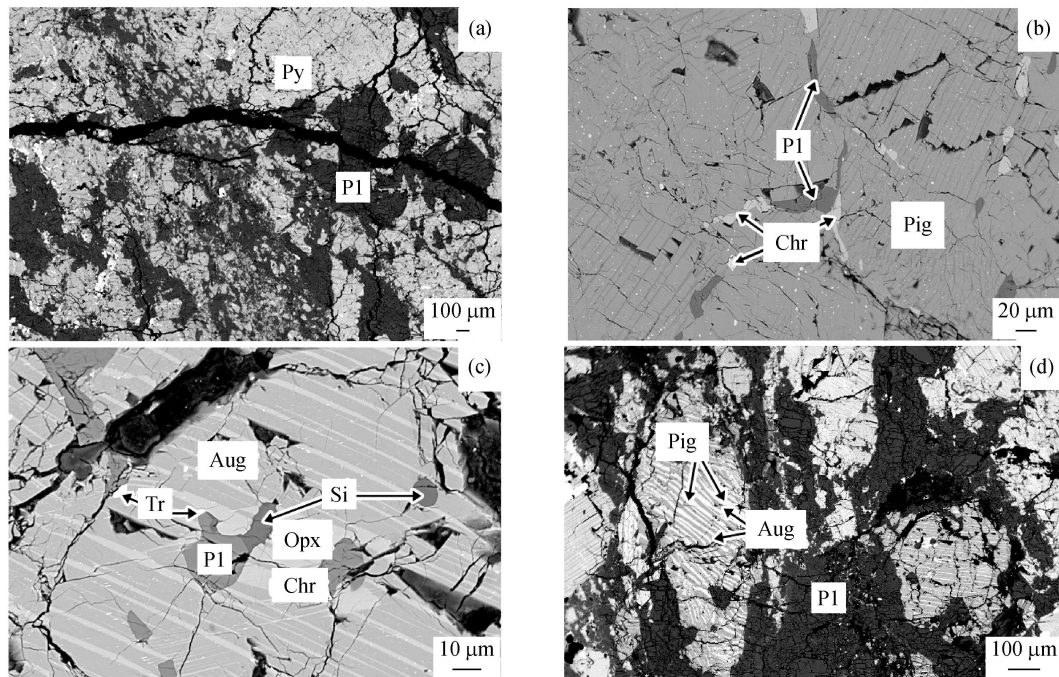 (a)
Py
P1
100 μm
(b)
P1
Chr
Pig
20 μm
(c)
Aug
Tr
Si
Opx
P1
Chr
10 μm
(d)
Pig
Aug
P1
100 μm